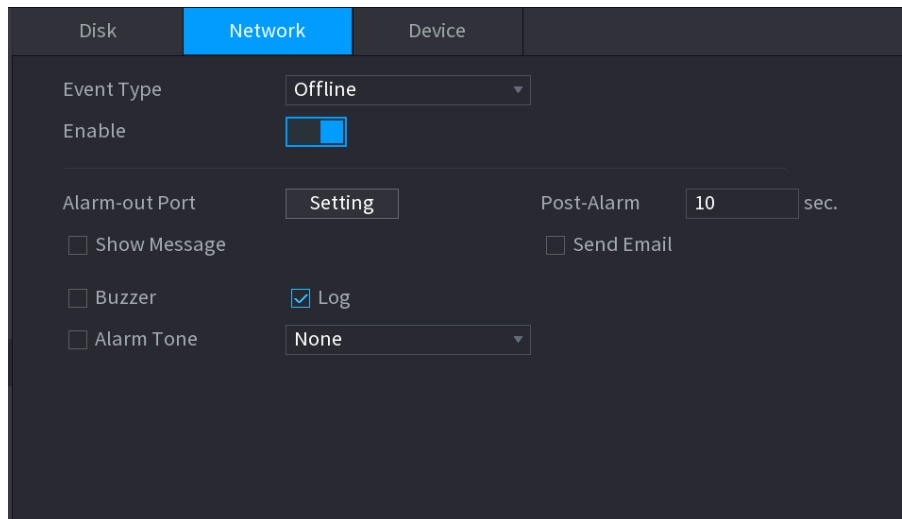 Disk Network Device
Event Type Offline
Enable
Alarm-out Port Setting Post-Alarm 10 sec.
Show Message Send Email
Buzzer Log
Alarm Tone None